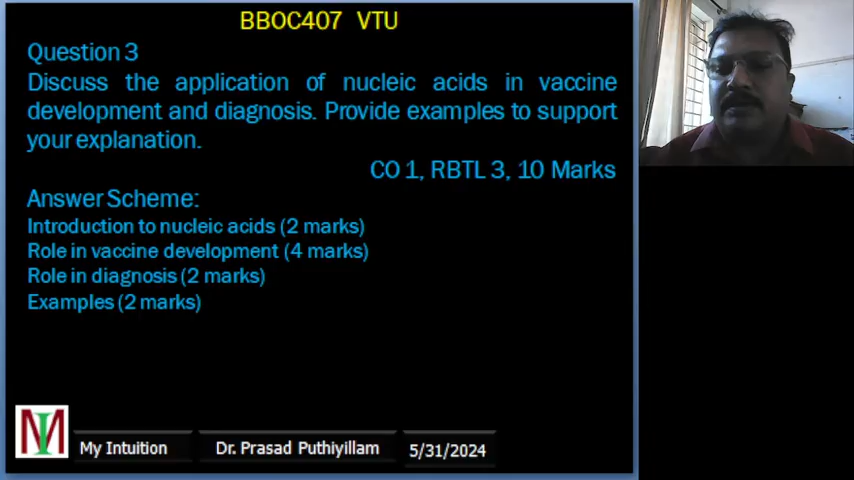 BBOC407 VTU
Question 3
Discuss the application of nucleic acids in vaccine
development and diagnosis. Provide examples to support
your explanation.
CO 1, RBTL 3, 10 Marks
Answer Scheme:
Introduction to nucleic acids (2 marks)
Role in vaccine development (4 marks)
Role in diagnosis (2 marks)
Examples (2 marks)
MI
My Intuition
Dr. Prasad Puthiyillam
5/31/2024